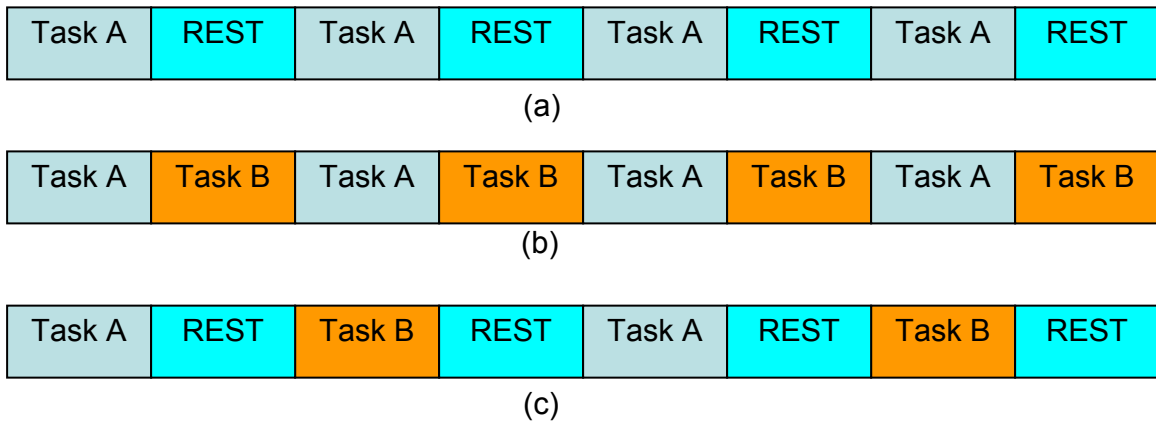 Task A REST Task A REST Task A REST Task A REST
(a)
Task A Task B Task A Task B Task A Task B Task A Task B
(b)
Task A REST Task B REST Task A REST Task B REST
(c)